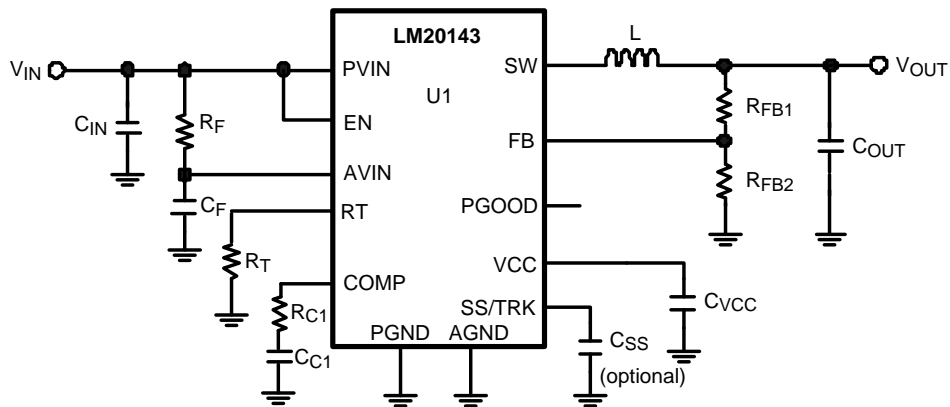 LM20143
U1
V_IN
C_IN
R_F
C_F
R_T
R_C1
C_C1
PVIN
EN
AVIN
RT
COMP
PGND
AGND
SW
FB
PGOOD
VCC
SS/TRK
L
R_FB1
R_FB2
V_OUT
C_OUT
C_VCC
C_SS
(optional)